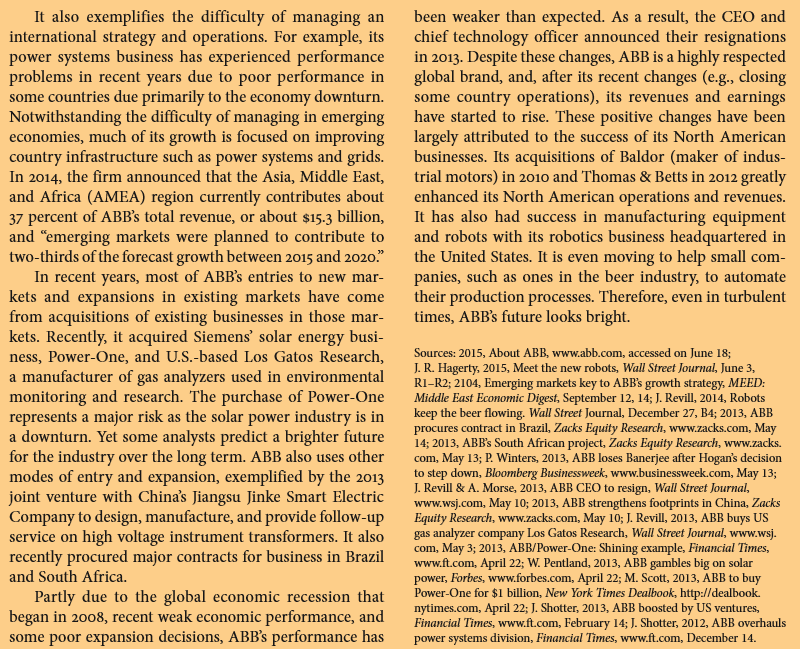 It also exemplifies the difficulty of managing an
international strategy and operations. For example, its
power systems business has experienced performance
problems in recent years due to poor performance in
some countries due primarily to the economy downturn.
Notwithstanding the difficulty of managing in emerging
economies, much of its growth is focused on improving
country infrastructure such as power systems and grids.
In 2014, the firm announced that the Asia, Middle East,
and Africa (AMEA) region currently contributes about
37 percent of ABB's total revenue, or about $15.3 billion,
and “emerging markets were planned to contribute to
two-thirds of the forecast growth between 2015 and 2020.”
In recent years, most of ABB's entries to new mar-
kets and expansions in existing markets have come
from acquisitions of existing businesses in those mar-
kets. Recently, it acquired Siemens’ solar energy busi-
ness, Power-One, and U.S.-based Los Gatos Research,
a manufacturer of gas analyzers used in environmental
monitoring and research. The purchase of Power-One
represents a major risk as the solar power industry is in
a downturn. Yet some analysts predict a brighter future
for the industry over the long term. ABB also uses other
modes of entry and expansion, exemplified by the 2013
joint venture with China’s Jiangsu Jinke Smart Electric
Company to design, manufacture, and provide follow-up
service on high voltage instrument transformers. It also
recently procured major contracts for business in Brazil
and South Africa.
Partly due to the global economic recession that
began in 2008, recent weak economic performance, and
some poor expansion decisions, ABB’s performance has
been weaker than expected. As a result, the CEO and
chief technology officer announced their resignations
in 2013. Despite these changes, ABB is a highly respected
global brand, and, after its recent changes (e.g., closing
some country operations), its revenues and earnings
have started to rise. These positive changes have been
largely attributed to the success of its North American
businesses. Its acquisitions of Baldor (maker of indus-
trial motors) in 2010 and Thomas & Betts in 2012 greatly
enhanced its North American operations and revenues.
It has also had success in manufacturing equipment
and robots with its robotics business headquartered in
the United States. It is even moving to help small com-
panies, such as ones in the beer industry, to automate
their production processes. Therefore, even in turbulent
times, ABB’s future looks bright.
Sources: 2015, About ABB, www.abb.com, accessed on June 18;
J. R. Hagerty, 2015, Meet the new robots, Wall Street Journal, June 3,
R1–R2; 2104, Emerging markets key to ABB’s growth strategy, MEED:
Middle East Economic Digest, September 12, 14; J. Revill, 2014, Robots
keep the beer flowing. Wall Street Journal, December 27, B4; 2013, ABB
procures contract in Brazil, Zacks Equity Research, www.zacks.com, May
14; 2013, ABB’s South African project, Zacks Equity Research, www.zacks.
com, May 13; P. Winters, 2013, ABB loses Banerjee after Hogan’s decision
to step down, Bloomberg Businessweek, www.businessweek.com, May 13;
J. Revill & A. Morse, 2013, ABB CEO to resign, Wall Street Journal,
www.wsj.com, May 10; 2013, ABB strengthens footprints in China, Zacks
Equity Research, www.zacks.com, May 10; J. Revill, 2013, ABB buys US
gas analyzer company Los Gatos Research, Wall Street Journal, www.wsj.
com, May 3; 2013, ABB/Power-One: Shining example, Financial Times,
www.ft.com, April 22; W. Pentland, 2013, ABB gambles big on solar
power, Forbes, www.forbes.com, April 22; M. Scott, 2013, ABB to buy
Power-One for $1 billion, New York Times Dealbook, http://dealbook.
nytimes.com, April 22; J. Shotter, 2013, ABB boosted by US ventures,
Financial Times, www.ft.com, February 14; J. Shotter, 2012, ABB overhauls
power systems division, Financial Times, www.ft.com, December 14.